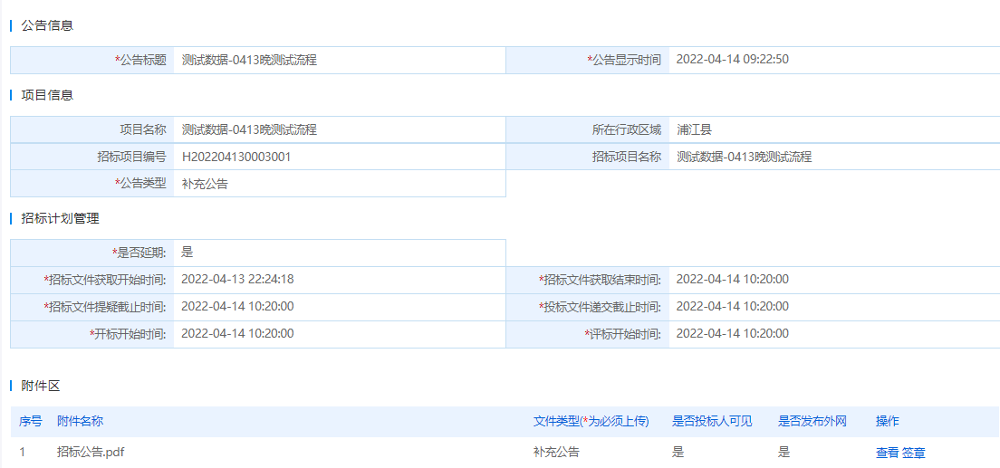 公告信息
*公告标题 测试数据-0413晚测试流程 *公告显示时间 2022-04-14 09:22:50
项目信息
项目名称 测试数据-0413晚测试流程 所在行政区域 浦江县
招标项目编号 H202204130003001 招标项目名称 测试数据-0413晚测试流程
*公告类型 补充公告
招标计划管理
*是否延期: 是
*招标文件获取开始时间: 2022-04-13 22:24:18 *招标文件获取结束时间: 2022-04-14 10:20:00
*招标文件提疑截止时间: 2022-04-14 10:20:00 *投标文件递交截止时间: 2022-04-14 10:20:00
*开标开始时间: 2022-04-14 10:20:00 *评标开始时间: 2022-04-14 10:20:00
附件区
序号 附件名称 文件类型(*为必须上传) 是否投标人可见 是否发布外网 操作
1 招标公告.pdf 补充公告 是 是 查看 签章